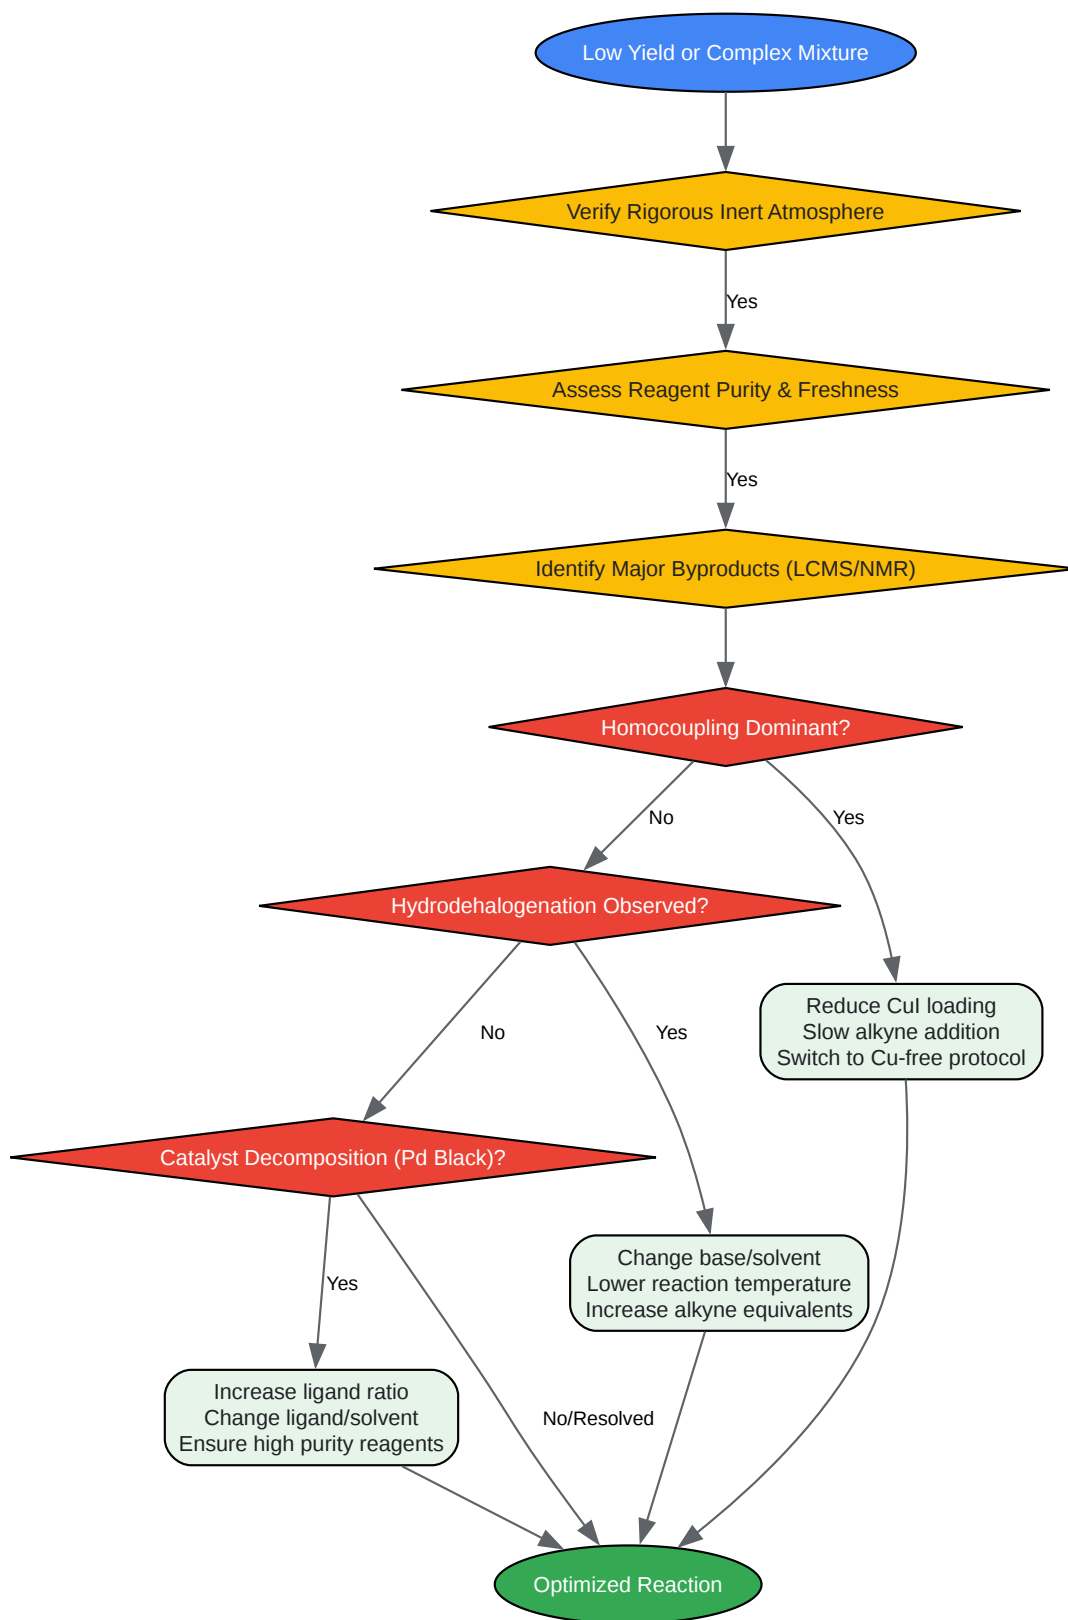 Low Yield or Complex Mixture
Verify Rigorous Inert Atmosphere
Yes
Assess Reagent Purity & Freshness
Yes
Identify Major Byproducts (LCMS/NMR)
Homocoupling Dominant?
No
Yes
Hydrodehalogenation Observed?
Reduce CuI loading
Slow alkyne addition
Switch to Cu-free protocol
No
Yes
Catalyst Decomposition (Pd Black)?
Change base/solvent
Lower reaction temperature
Increase alkyne equivalents
Yes
Increase ligand ratio
Change ligand/solvent
Ensure high purity reagents
No/Resolved
Optimized Reaction